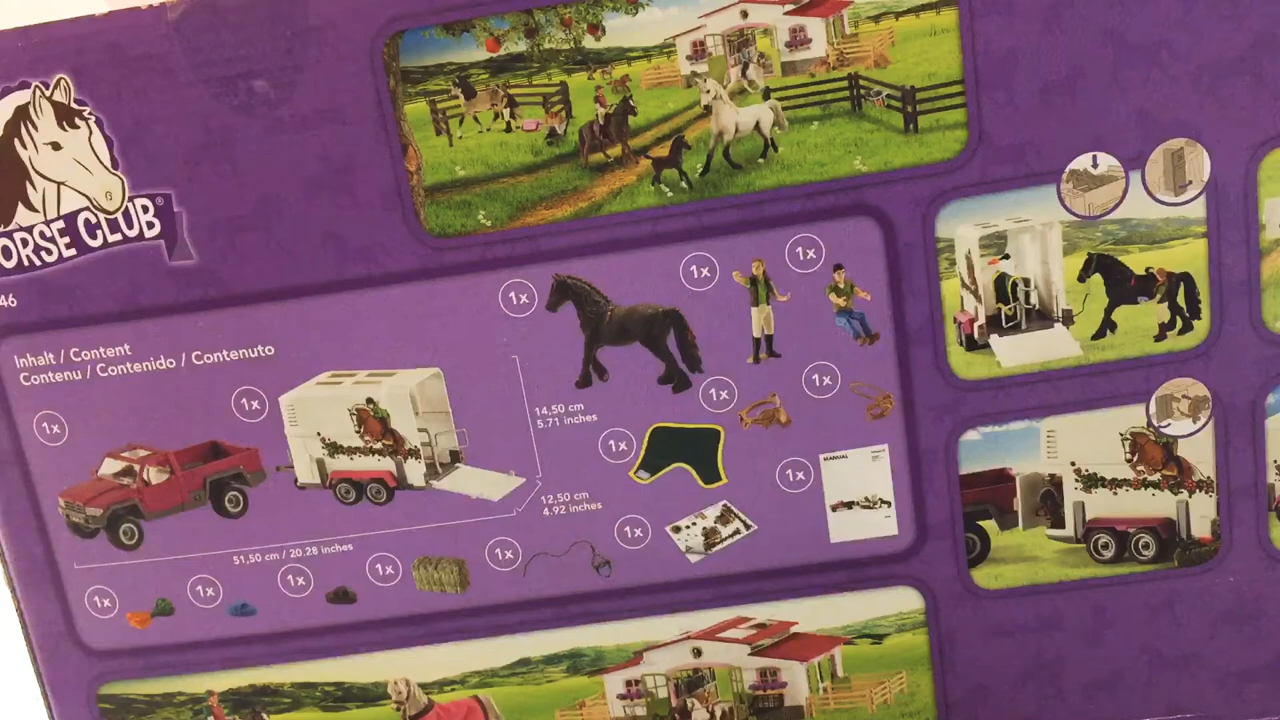 ORSE CLUB®
46
Inhalt / Content
Contenu / Contenido / Contenuto
1x
1x
1x
1x
1x
14,50 cm
5.71 inches
1x
1x
1x
1x
MANUAL
12,50 cm
4.92 inches
51,50 cm / 20.28 inches
1x
1x
1x
1x
1x
1x